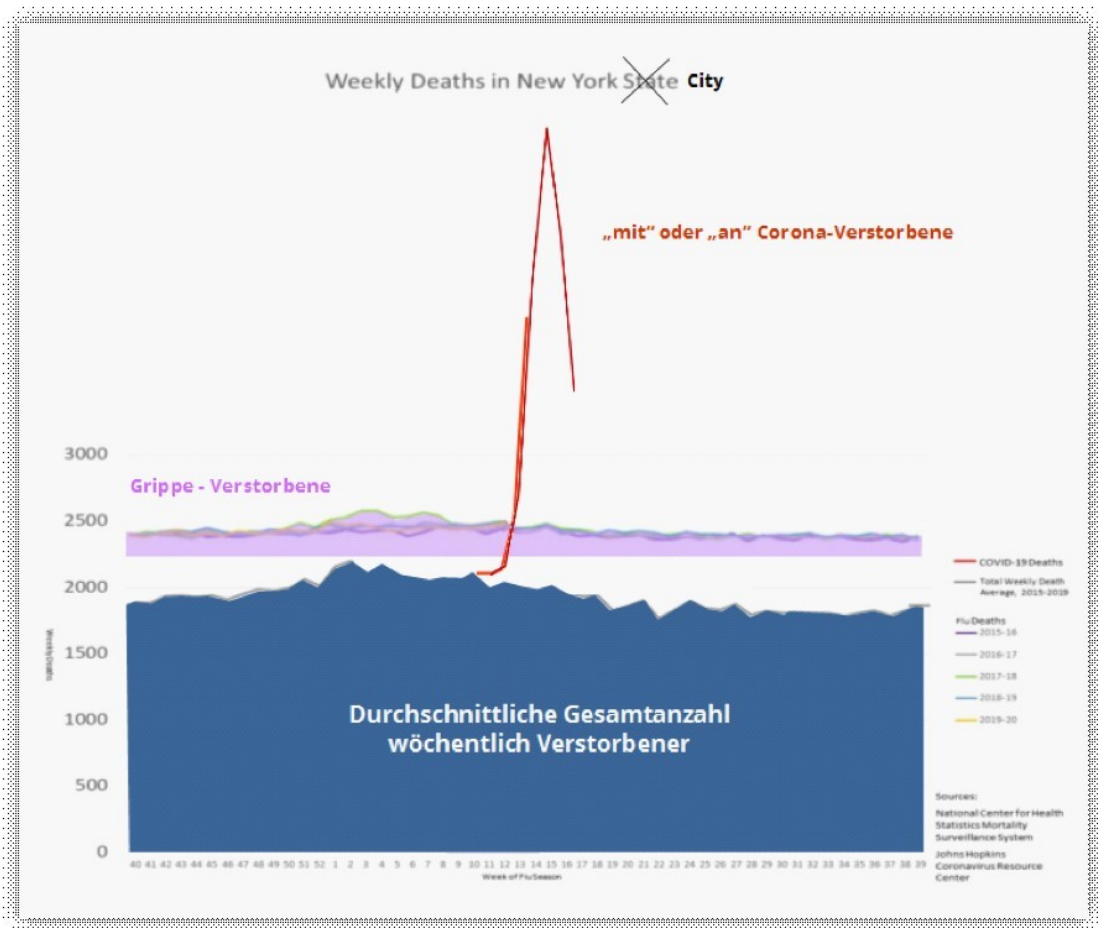 Weekly Deaths in New York State City
„mit“ oder „an“ Corona-Verstorbene
3000
Grippe - Verstorbene
2500
2000
1500
1000
500
0
Weekly Deaths
Durchschnittliche Gesamtanzahl
wöchentlich Verstorbener
COVID-19 Deaths
Total Weekly Death
Average, 2015-2019
Flu Deaths
2015-16
2016-17
2017-18
2018-19
2019-20
Sources:
National Center for Health
Statistics Mortality
Surveillance System
Johns Hopkins
Coronavirus Resource
Center
40 41 42 43 44 45 46 47 48 49 50 51 52 1 2 3 4 5 6 7 8 9 10 11 12 13 14 15 16 17 18 19 20 21 22 23 24 25 26 27 28 29 30 31 32 33 34 35 36 37 38 39
Week of Flu Season